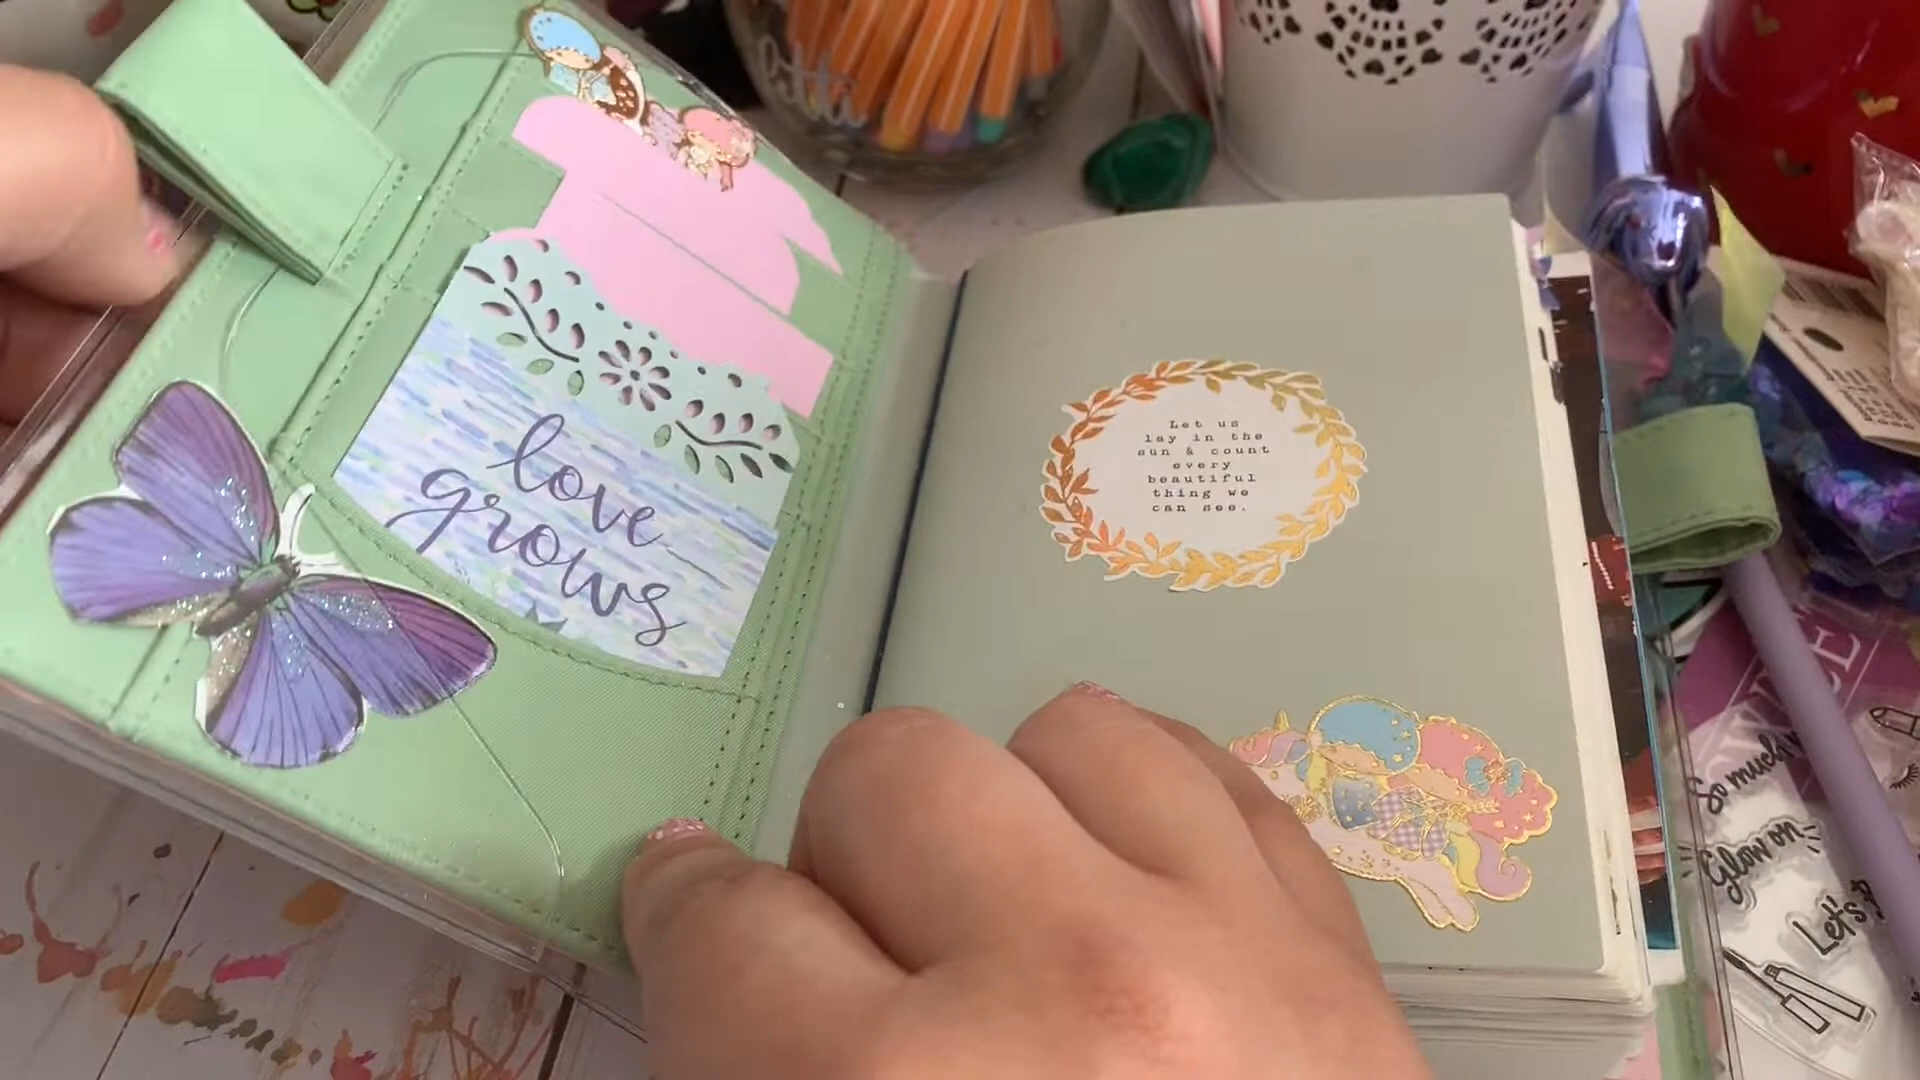 love
grows
Let us
lay in the
sun & count
every
beautiful
thing we
can see.
So much
Glow on
Let's